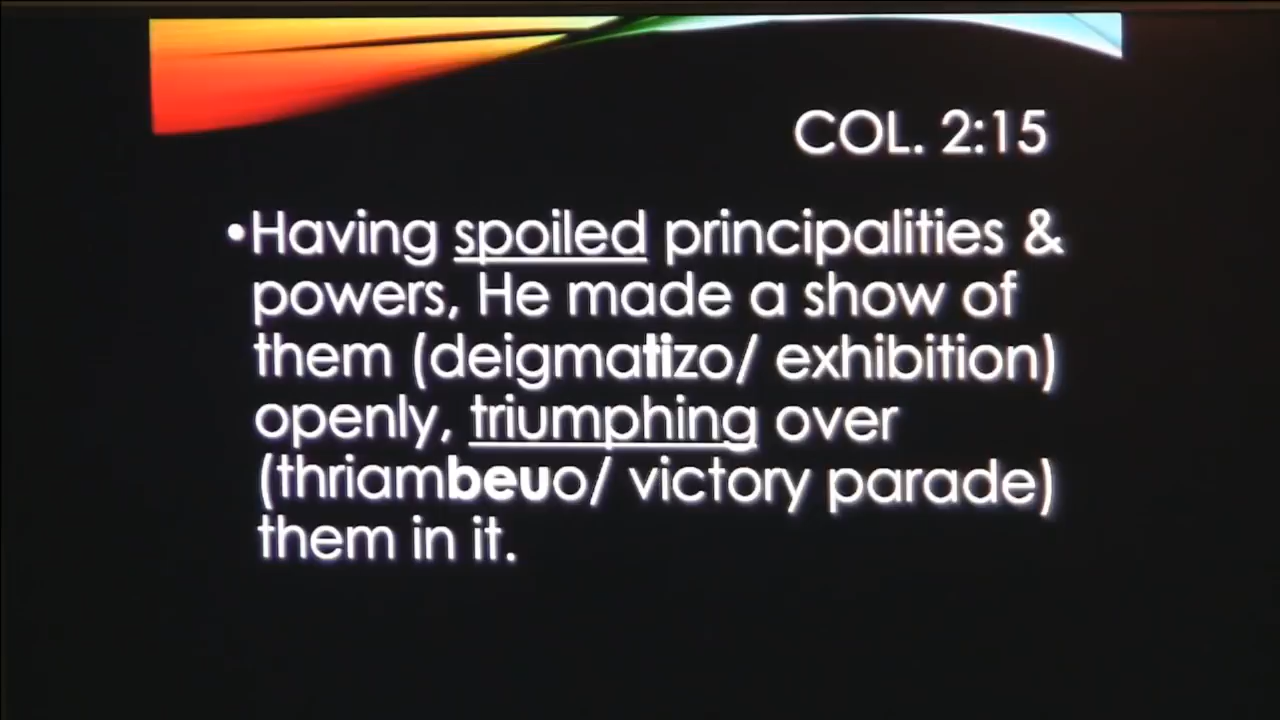 COL. 2:15
•Having spoiled principalities &
powers, He made a show of
them (deigmatizo/ exhibition)
openly, triumphing over
(thriambeuo/ victory parade)
them in it.